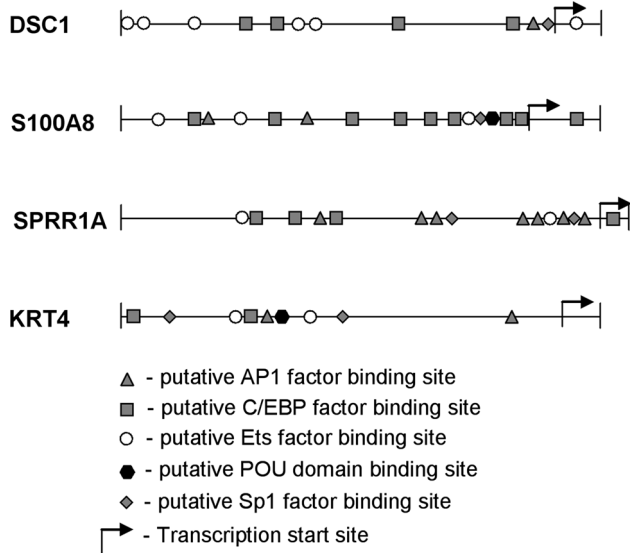 DSC1
S100A8
SPRR1A
KRT4
- putative AP1 factor binding site
- putative C/EBP factor binding site
- putative Ets factor binding site
- putative POU domain binding site
- putative Sp1 factor binding site
- Transcription start site